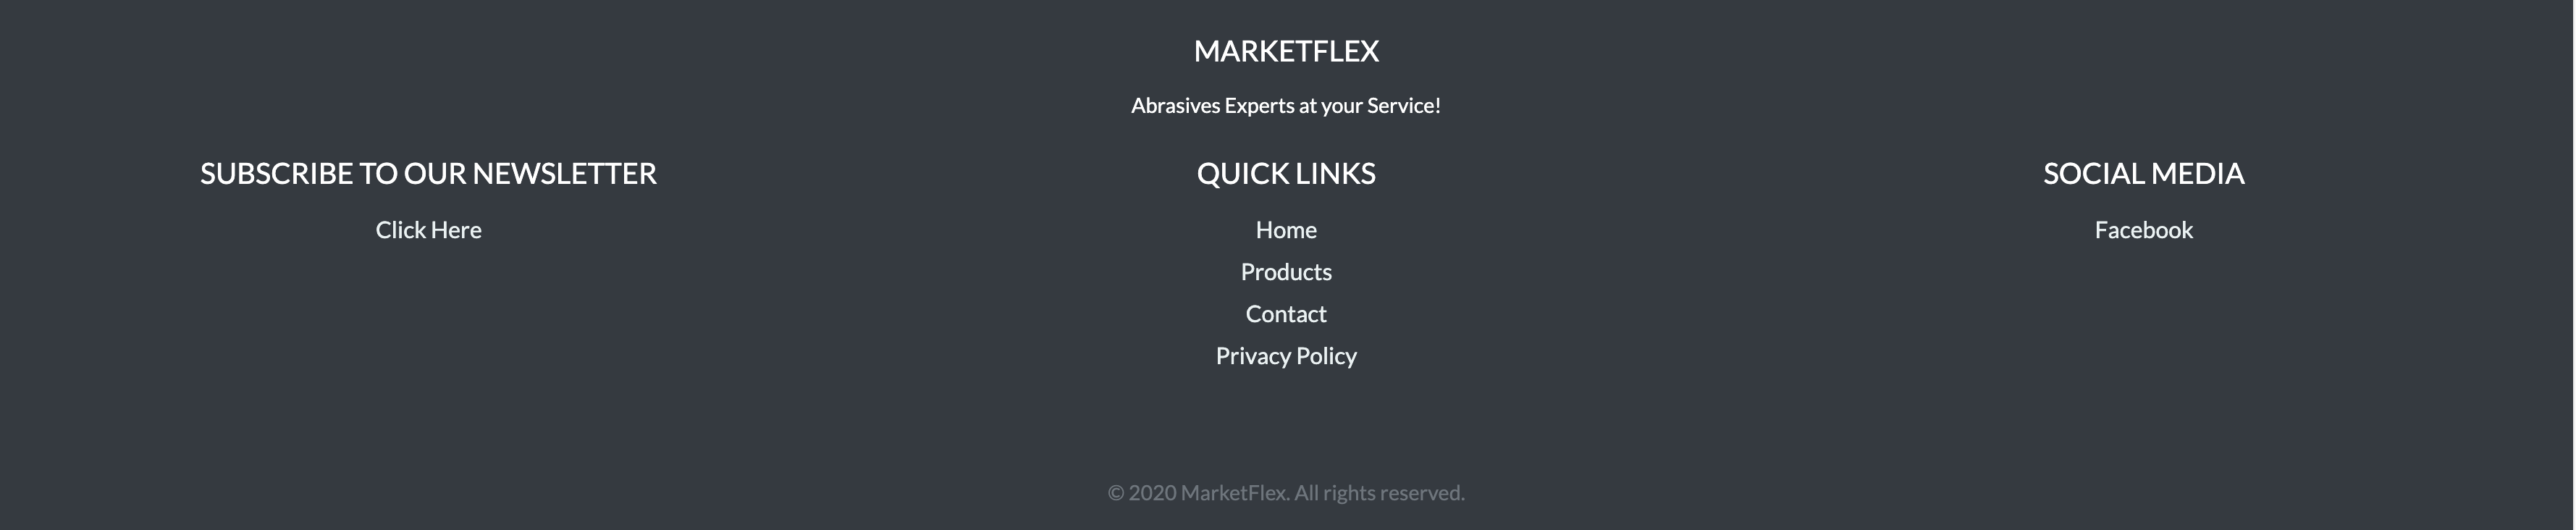 MARKETFLEX
Abrasives Experts at your Service!
SUBSCRIBE TO OUR NEWSLETTER
Click Here
QUICK LINKS
Home
Products
Contact
Privacy Policy
SOCIAL MEDIA
Facebook
© 2020 MarketFlex. All rights reserved.